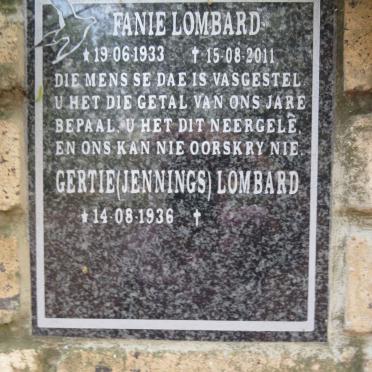 FANIE LOMBARD
★ 19·06·1933 ✝ 15·08·2011
DIE MENS SE DAE IS VASGESTEL
U HET DIE GETAL VAN ONS JARE
BEPAAL, U HET DIT NEERGELÊ,
EN ONS KAN NIE OORSKRY NIE.
GERTIE(JENNINGS) LOMBARD
★ 14·08·1936 ✝